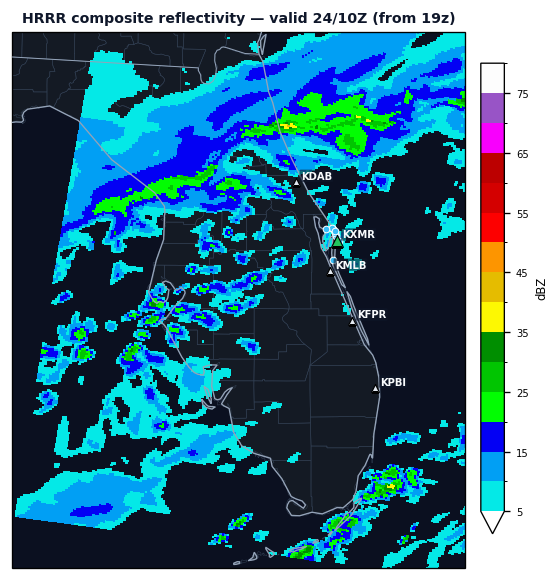 HRRR composite reflectivity — valid 24/10Z (from 19z)
KDAB
KXMR
KMLB
KFPR
KPBI
75
65
55
45
35
25
15
5
dBZ